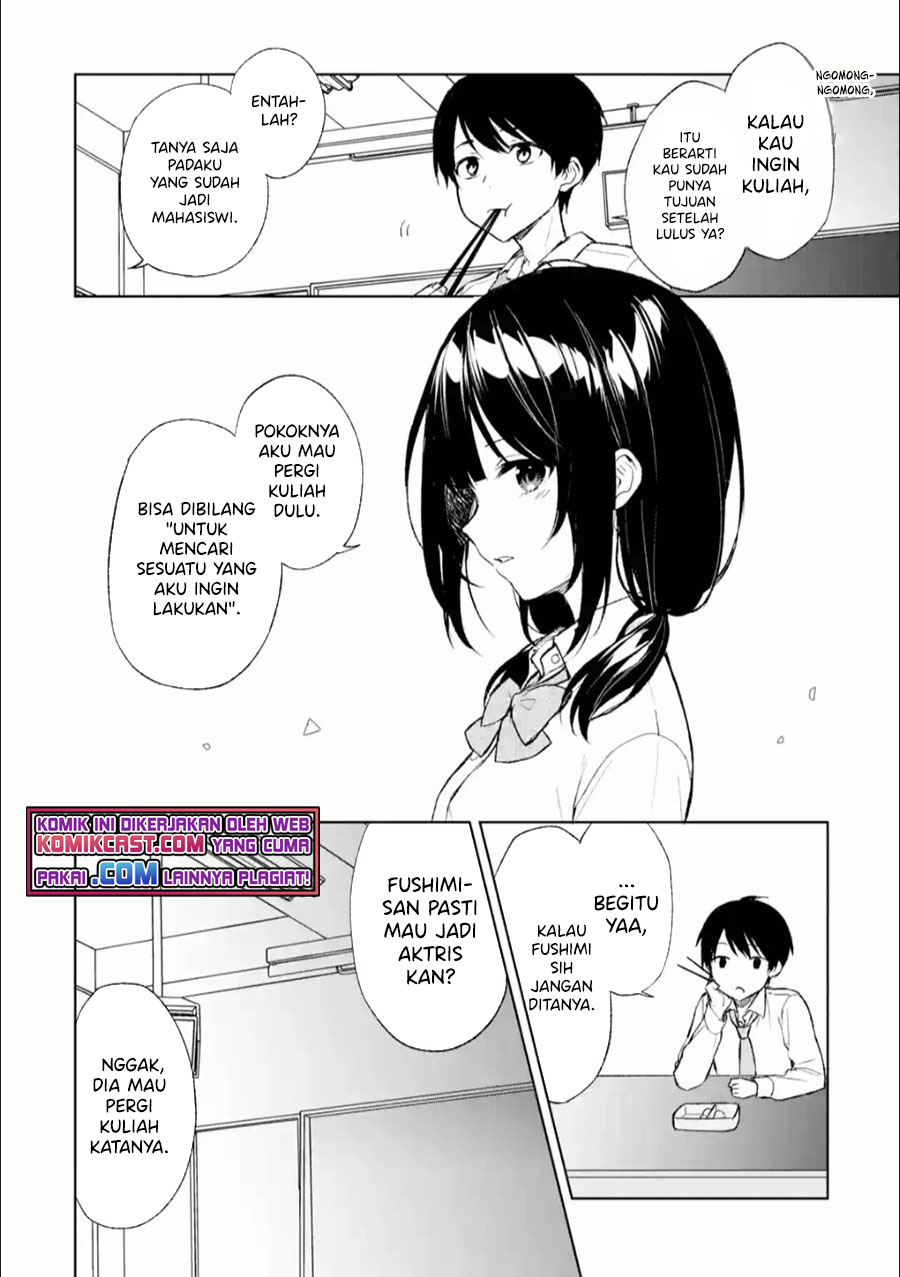 NGOMONG-
NGOMONG,
KALAU
KAU
INGIN
KULIAH,
ITU
BERARTI
KAU SUDAH
PUNYA
TUJUAN
SETELAH
LULUS YA?
ENTAH-
LAH?
TANYA SAJA
PADAKU
YANG SUDAH
JADI
MAHASISWI.
POKOKNYA
AKU MAU
PERGI
KULIAH
DULU.
BISA DIBILANG
"UNTUK
MENCARI
SESUATU YANG
AKU INGIN
LAKUKAN".
...
BEGITU
YAA,
KALAU
FUSHIMI
SIH
JANGAN
DITANYA.
FUSHIMI-
SAN PASTI
MAU JADI
AKTRIS
KAN?
NGGAK,
DIA MAU
PERGI
KULIAH
KATANYA.
KOMIK INI DIKERJAKAN OLEH WEB
KOMIKCAST.COM YANG CUMA
PAKAI .COM LAINNYA PLAGIAT!